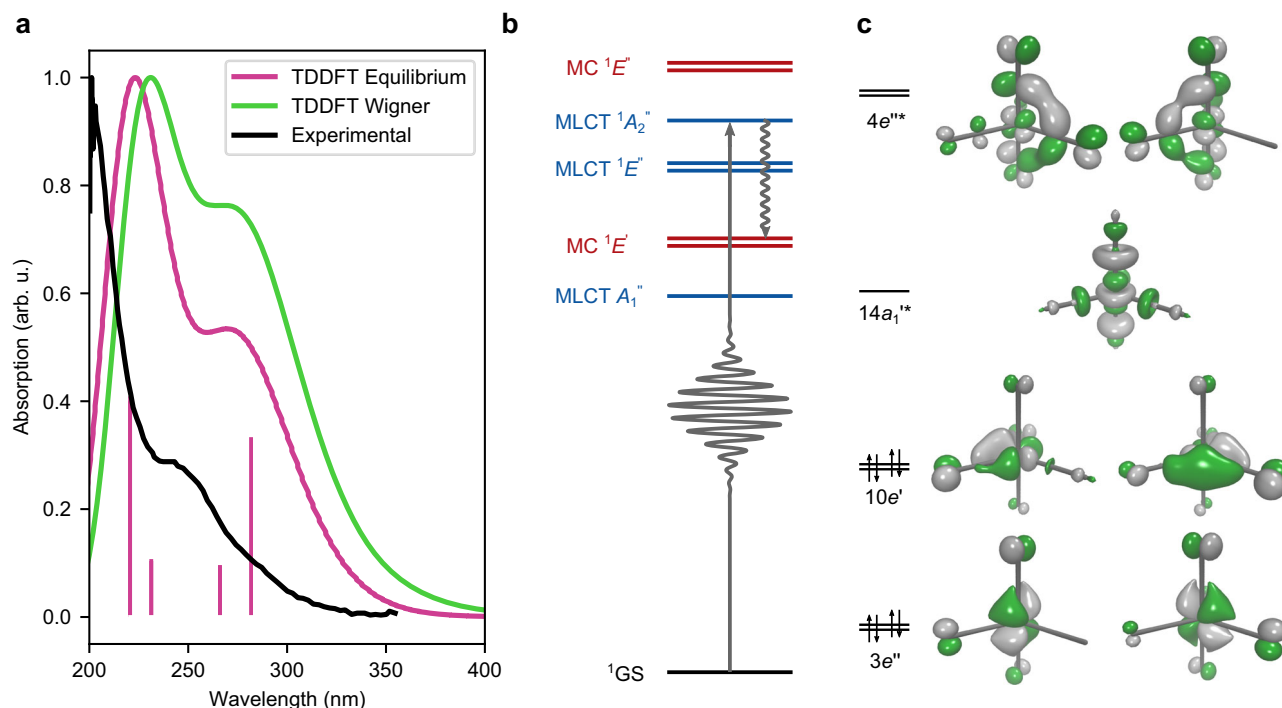 a
Absorption (arb. u.)
1.0
0.8
0.6
0.4
0.2
0.0
200
250
300
350
400
Wavelength (nm)
TDDFT Equilibrium
TDDFT Wigner
Experimental
b
MC ¹E"
MLCT ¹A₂"
MLCT ¹E"
MC ¹E'
MLCT A₁"
¹GS
c
4e"*
14a₁'*
10e'
3e"